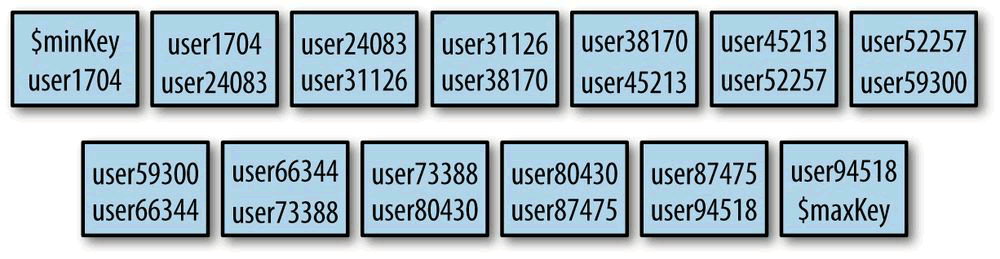 $minKey
user1704
user1704
user24083
user24083
user31126
user31126
user38170
user38170
user45213
user45213
user52257
user52257
user59300
user59300
user66344
user66344
user73388
user73388
user80430
user80430
user87475
user87475
user94518
user94518
$maxKey